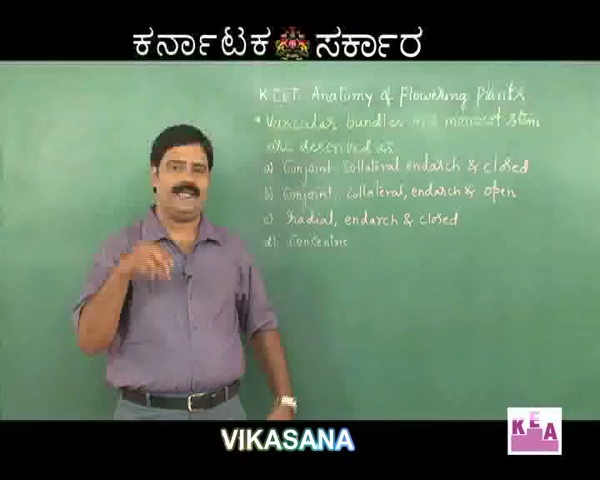 ಕರ್ನಾಟಕ ಸರ್ಕಾರ
K CET: Anatomy of Flowering Plants
* Vascular bundles in monocot stem
are described as
a) Conjoint Collateral endarch & closed
b) Conjoint, collateral, endarch & open
c) Radial, endarch & closed
d) Concentric
VIKASANA
KEA